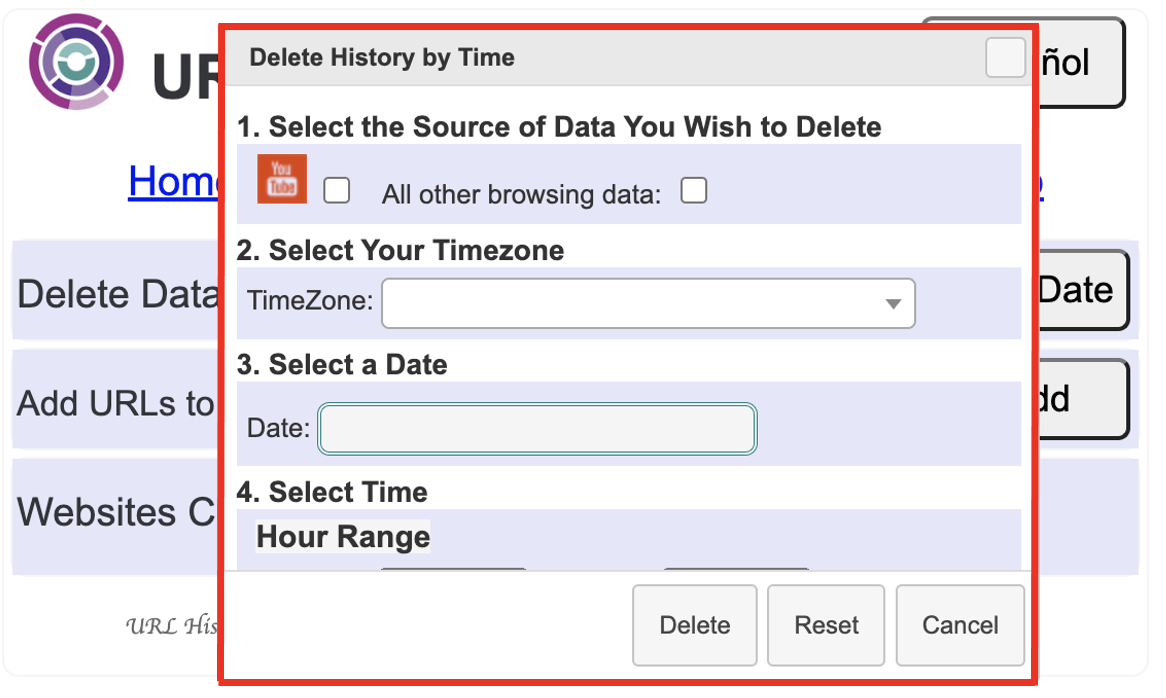 Delete History by Time
ñol
UR
1. Select the Source of Data You Wish to Delete
Home
You
Tube
All other browsing data:
2. Select Your Timezone
Delete Data
TimeZone:
Date
3. Select a Date
Add URLs to
dd
Date:
4. Select Time
Websites C
Hour Range
URL His
Delete
Reset
Cancel